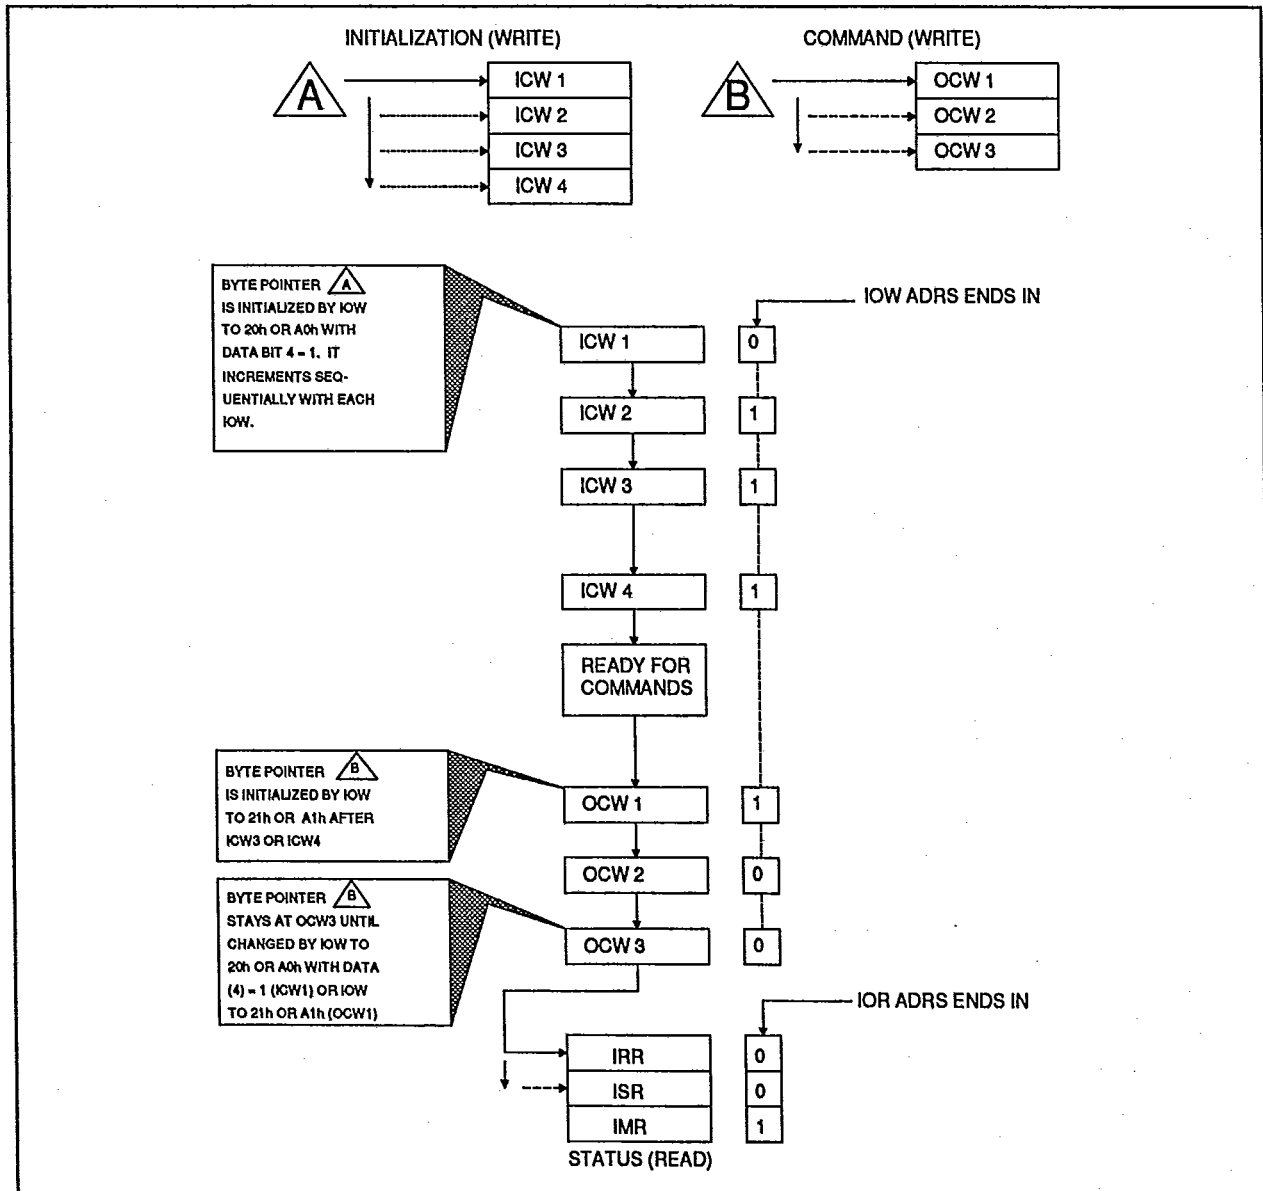 INITIALIZATION (WRITE)
A
ICW 1
ICW 2
ICW 3
ICW 4
COMMAND (WRITE)
B
OCW 1
OCW 2
OCW 3
BYTE POINTER A
IS INITIALIZED BY IOW
TO 20h OR A0h WITH
DATA BIT 4 = 1. IT
INCREMENTS SEQ-
UENTIALLY WITH EACH
IOW.
IOW ADRS ENDS IN
ICW 1 0
ICW 2 1
ICW 3 1
ICW 4 1
READY FOR
COMMANDS
BYTE POINTER B
IS INITIALIZED BY IOW
TO 21h OR A1h AFTER
ICW3 OR ICW4
OCW 1 1
OCW 2 0
BYTE POINTER B
STAYS AT OCW3 UNTIL
CHANGED BY IOW TO
20h OR A0h WITH DATA
(4) = 1 (ICW1) OR IOW
TO 21h OR A1h (OCW1)
OCW 3 0
IOR ADRS ENDS IN
IRR 0
ISR 0
IMR 1
STATUS (READ)